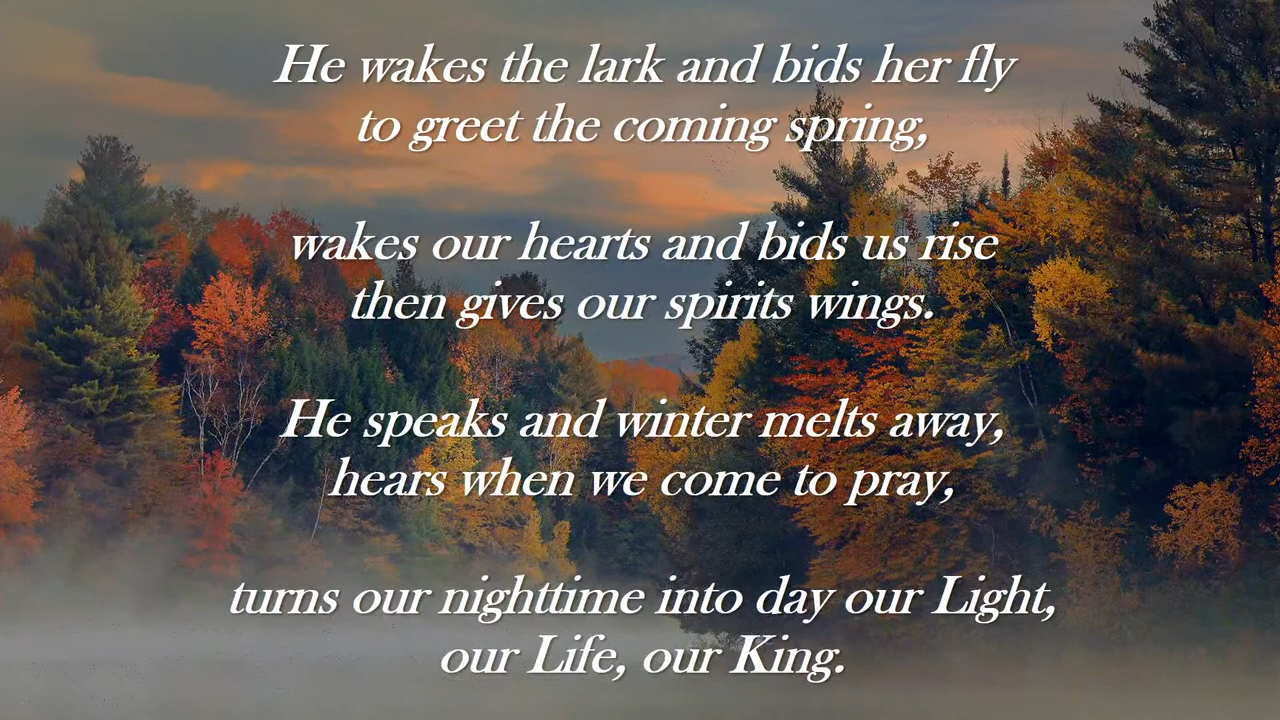 He wakes the lark and bids her fly
to greet the coming spring,
wakes our hearts and bids us rise
then gives our spirits wings.
He speaks and winter melts away,
hears when we come to pray,
turns our nighttime into day our Light,
our Life, our King.